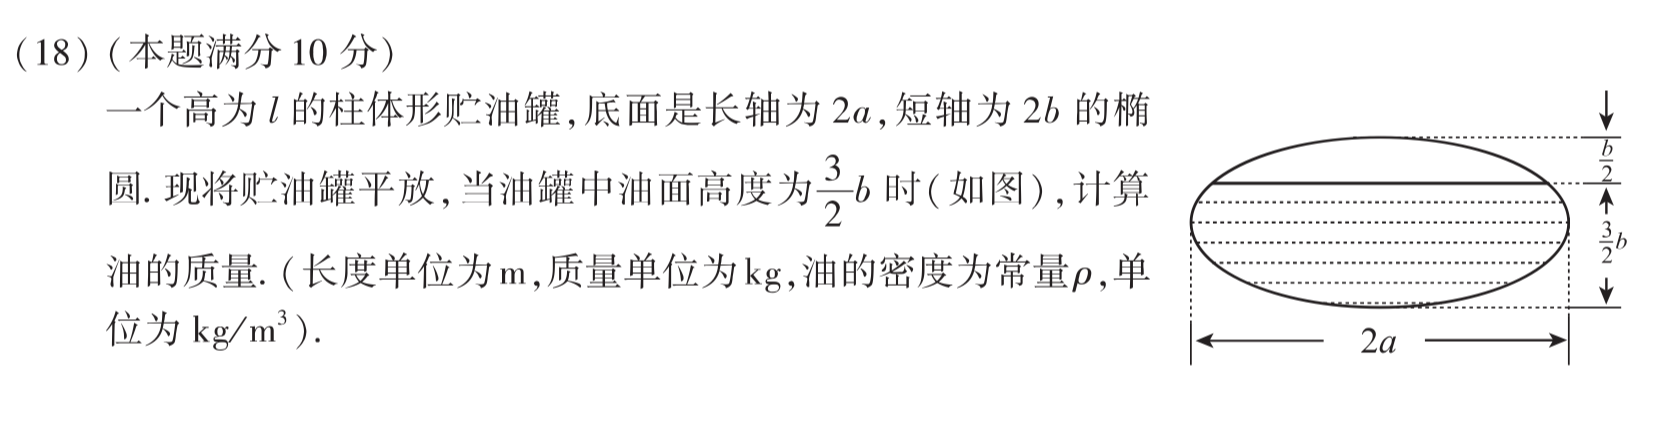 (18) (本题满分 10 分)
一个高为 l 的柱体形贮油罐,底面是长轴为 2a,短轴为 2b 的椭
圆. 现将贮油罐平放, 当油罐中油面高度为 3/2 b 时( 如图) ,计算
油的质量. ( 长度单位为 m,质量单位为 kg,油的密度为常量ρ,单
位为 kg/m³ ).
b/2
3/2 b
2a